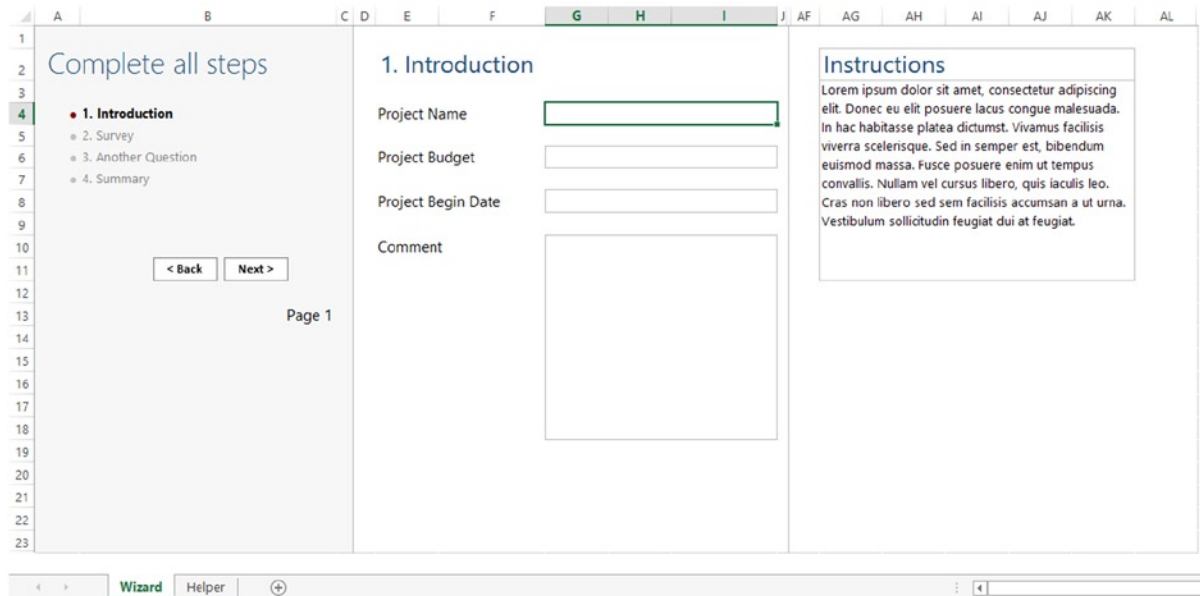 A B C D E F G H I J AF AG AH AI AJ AK AL
1
2
3
4
5
6
7
8
9
10
11
12
13
14
15
16
17
18
19
20
21
22
23
Complete all steps
1. Introduction
2. Survey
3. Another Question
4. Summary
< Back Next >
Page 1
1. Introduction
Project Name
Project Budget
Project Begin Date
Comment
Instructions
Lorem ipsum dolor sit amet, consectetur adipiscing
elit. Donec eu elit posuere lacus congue malesuada.
In hac habitasse platea dictumst. Vivamus facilisis
viverra scelerisque. Sed in semper est, bibendum
euismod massa. Fusce posuere enim ut tempus
convallis. Nullam vel cursus libero, quis iaculis leo.
Cras non libero sed sem facilisis accumsan a ut urna.
Vestibulum sollicitudin feugiat dui at feugiat.
Wizard Helper